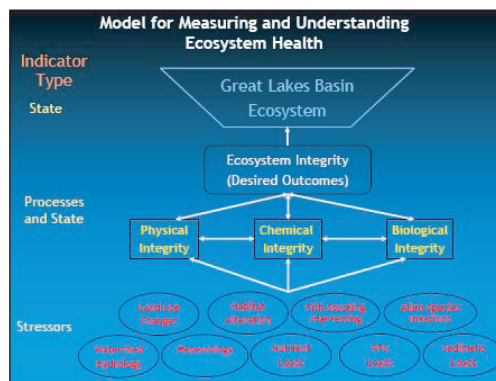 Model for Measuring and Understanding
Ecosystem Health
Indicator
Type
State
Great Lakes Basin
Ecosystem
Ecosystem Integrity
(Desired Outcomes)
Processes
and State
Physical
Integrity
Chemical
Integrity
Biological
Integrity
Stressors
Land use
Changes
Habitat
Alteration
Fish Stocking
Harvesting
Alien species
Invasions
Watershed
Hydrology
Meteorology
Nutrient
Loads
Loads
Sediment
Loads